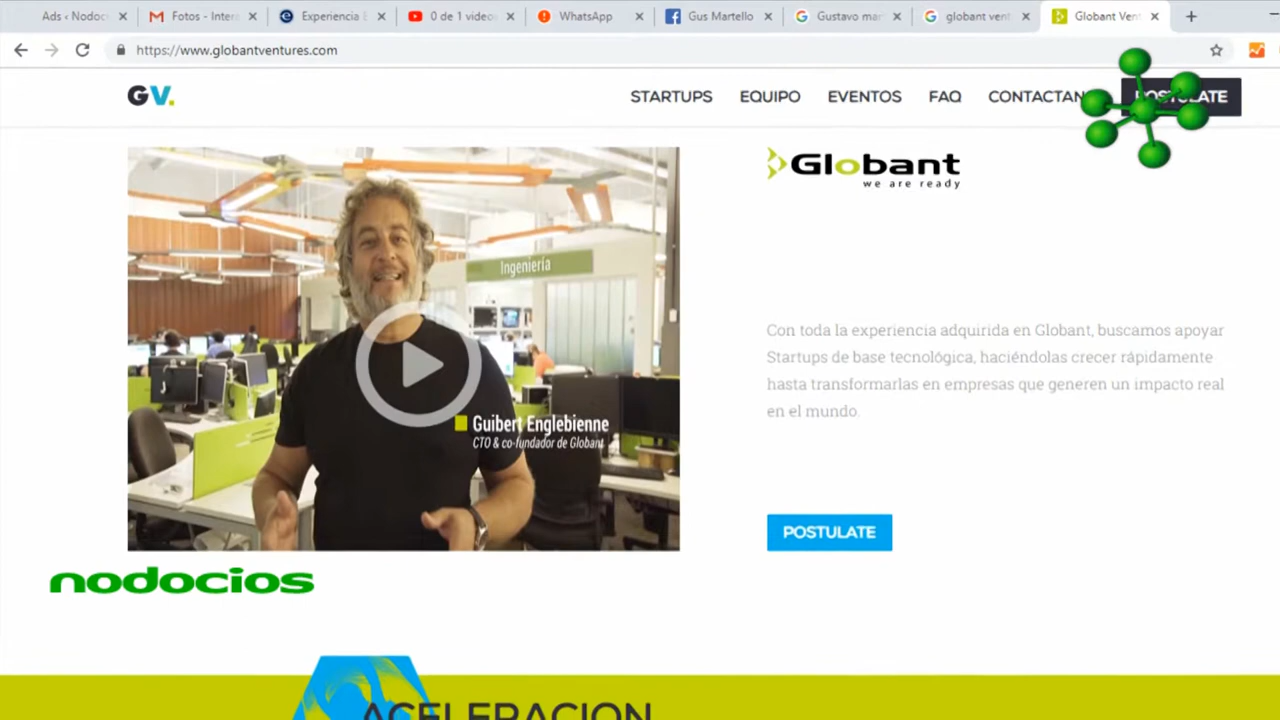 Ads ‹ Nodoc
Fotos - Intera
Experiencia E
0 de 1 videos
WhatsApp
Gus Martello
Gustavo mar
globant vent
Globant Vent
https://www.globantventures.com
GV.
STARTUPS
EQUIPO
EVENTOS
FAQ
CONTACTAN
POSTULATE
Globant
we are ready
Ingeniería
Guibert Englebienne
CTO & co-fundador de Globant
Con toda la experiencia adquirida en Globant, buscamos apoyar
Startups de base tecnológica, haciéndolas crecer rápidamente
hasta transformarlas en empresas que generen un impacto real
en el mundo.
POSTULATE
nodocios
ACELERACION